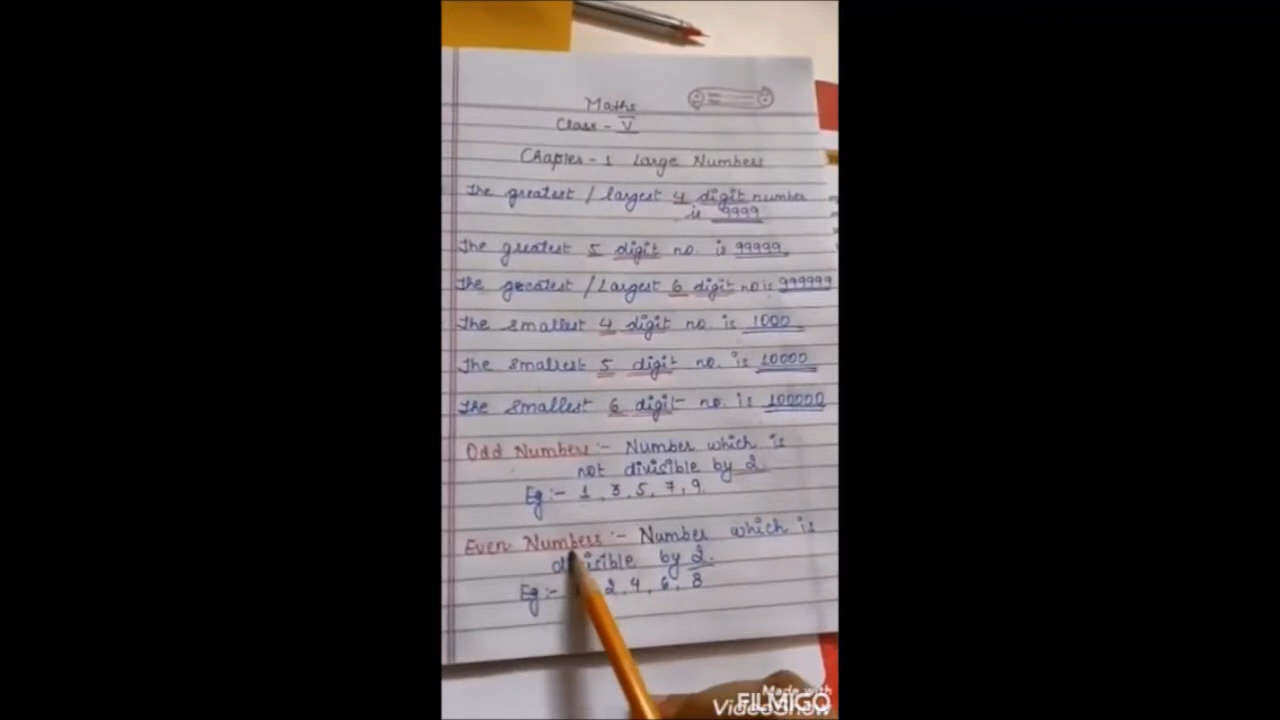 Maths
Class - V
Chapter - 1 Large Numbers
The greatest / largest 4 digit number
is 9999
The greatest 5 digit no is 99999.
The greatest / Largest 6 digit no is 999999
The smallest 4 digit no. is 1000
The smallest 5 digit no. is 10000
The smallest 6 digit no. is 100000
Odd Numbers :- Number which is
not divisible by 2.
Eg :- 1, 3, 5, 7, 9.
Even Numbers :- Number which is
divisible by 2.
Eg :- 2, 4, 6, 8
Made with
FILMIGO
VideoShow